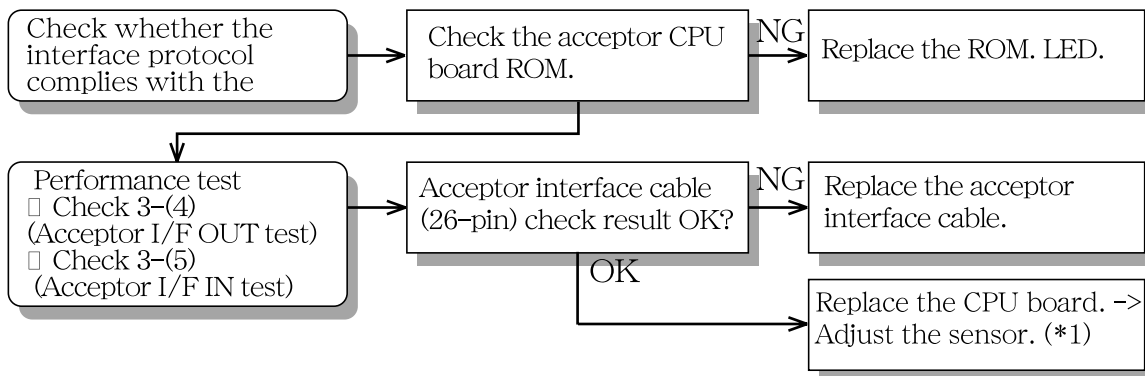 Check whether the
interface protocol
complies with the
Check the acceptor CPU
board ROM.
NG
Replace the ROM. LED.
Performance test
□ Check 3-(4)
(Acceptor I/F OUT test)
□ Check 3-(5)
(Acceptor I/F IN test)
Acceptor interface cable
(26-pin) check result OK?
NG
Replace the acceptor
interface cable.
OK
Replace the CPU board. ->
Adjust the sensor. (*1)